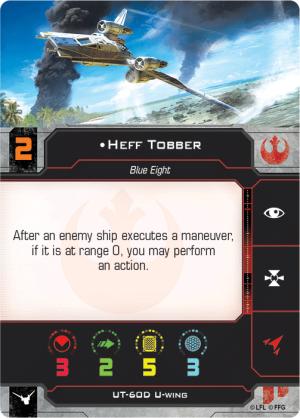 2
•Heff Tobber
Blue Eight
After an enemy ship executes a maneuver,
if it is at range 0, you may perform
an action.
3 2 5 3
UT-60D U-wing
©LFL ©FFG